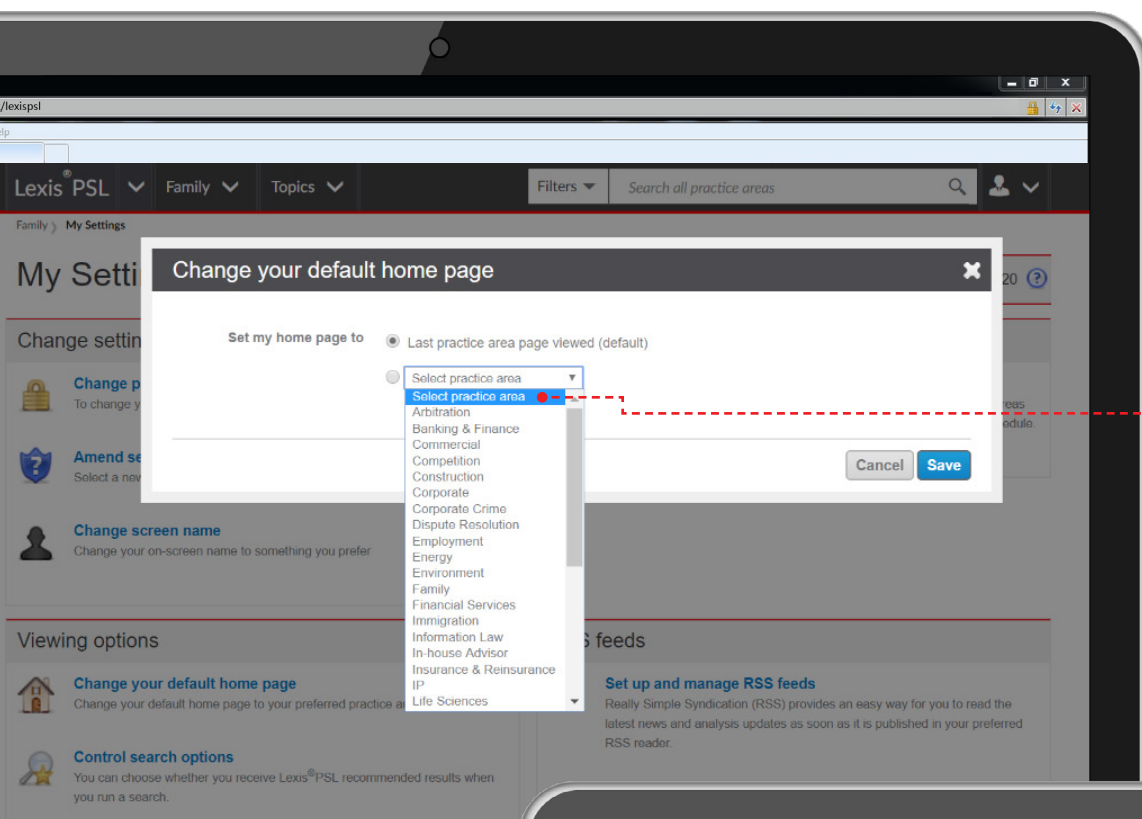 /lexispsl
elp
Lexis®PSL Family Topics Filters Search all practice areas
Family My Settings
My Setti
Change your default home page
20
Set my home page to
Last practice area page viewed (default)
Select practice area
Select practice area
Arbitration
Banking & Finance
Commercial
Competition
Construction
Corporate
Corporate Crime
Dispute Resolution
Employment
Energy
Environment
Family
Financial Services
Immigration
Information Law
In-house Advisor
Insurance & Reinsurance
IP
Life Sciences
Cancel Save
Change settin
Change p
To change y
reas
edule.
Amend se
Select a new
Change screen name
Change your on-screen name to something you prefer
Viewing options
S feeds
Change your default home page
Change your default home page to your preferred practice a
Set up and manage RSS feeds
Really Simple Syndication (RSS) provides an easy way for you to read the
latest news and analysis updates as soon as it is published in your preferred
RSS reader.
Control search options
You can choose whether you receive Lexis®PSL recommended results when
you run a search.